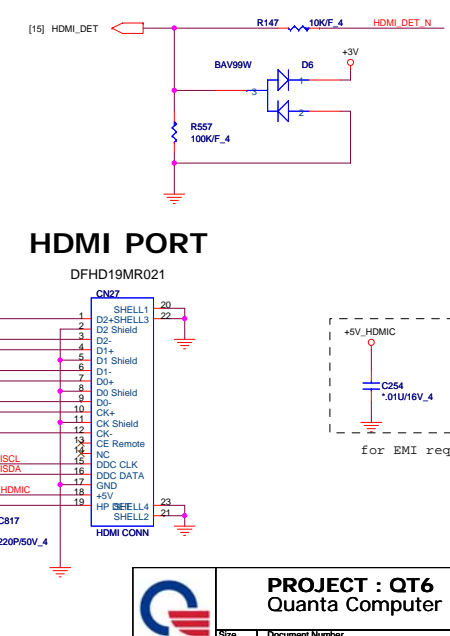 [15] HDMI_DET
R147 10K/F_4 HDMI_DET_N
+3V
BAV99W D6
1
3
2
R557
100K/F_4
HDMI PORT
DFHD19MR021
CN27
1 D2+ SHELL1 20
2 D2 Shield SHELL3 22
3 D2-
4 D1+
5 D1 Shield
6 D1-
7 D0+
8 D0 Shield
9 D0-
10 CK+
11 CK Shield
12 CK-
13 CE Remote
14 NC
ISCL 15 DDC CLK
ISDA 16 DDC DATA
17 GND
HDMIC 18 +5V
19 HP DET SHELL4 23
SHELL2 21
HDMI CONN
C817
220P/50V_4
+5V_HDMIC
C254
*.01U/16V_4
for EMI req
PROJECT : QT6
Quanta Computer
Size Document Number